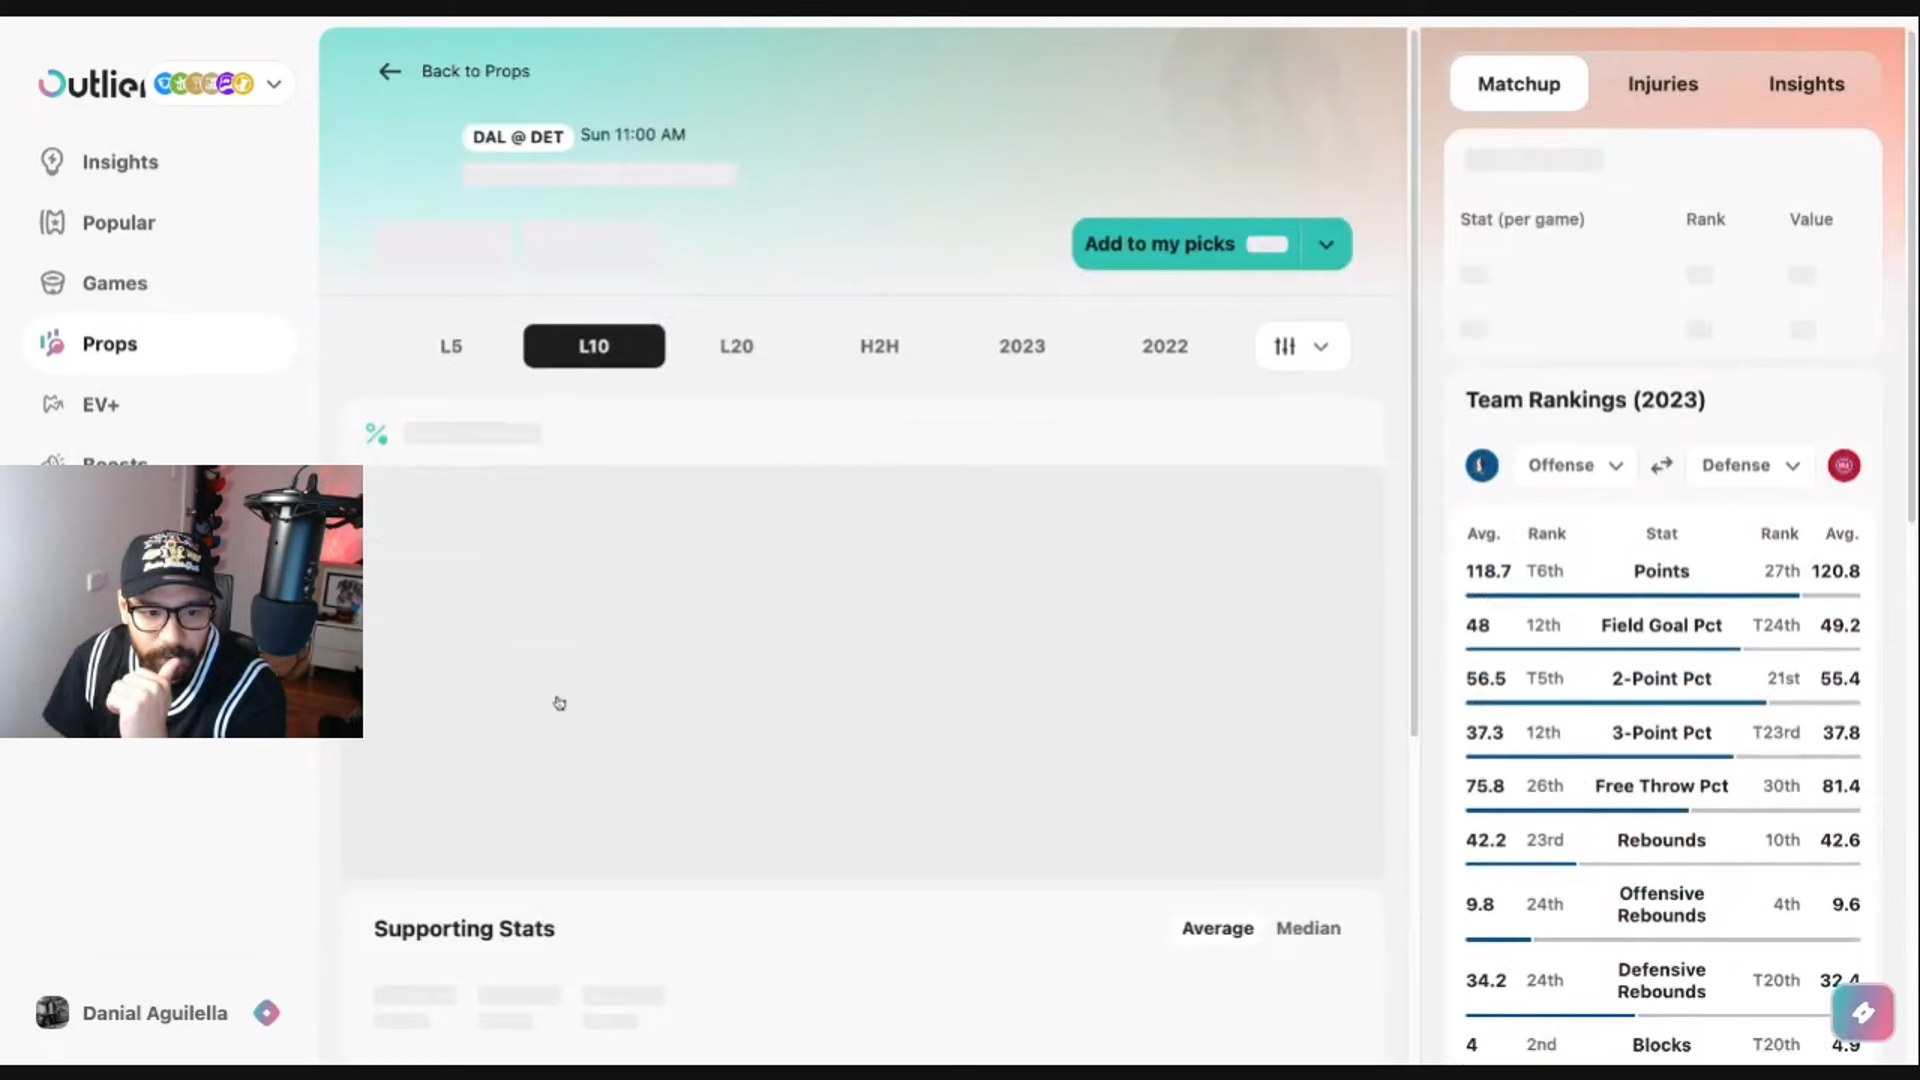 Outlier
Insights
Popular
Games
Props
EV+
Boosts
Danial Aguilella
Back to Props
DAL @ DET Sun 11:00 AM
Add to my picks
L5 L10 L20 H2H 2023 2022
Supporting Stats
Average Median
Matchup Injuries Insights
Stat (per game) Rank Value
Team Rankings (2023)
Offense Defense
Avg. Rank Stat Rank Avg.
118.7 T6th Points 27th 120.8
48 12th Field Goal Pct T24th 49.2
56.5 T5th 2-Point Pct 21st 55.4
37.3 12th 3-Point Pct T23rd 37.8
75.8 26th Free Throw Pct 30th 81.4
42.2 23rd Rebounds 10th 42.6
9.8 24th Offensive Rebounds 4th 9.6
34.2 24th Defensive Rebounds T20th 32.4
4 2nd Blocks T20th 4.9